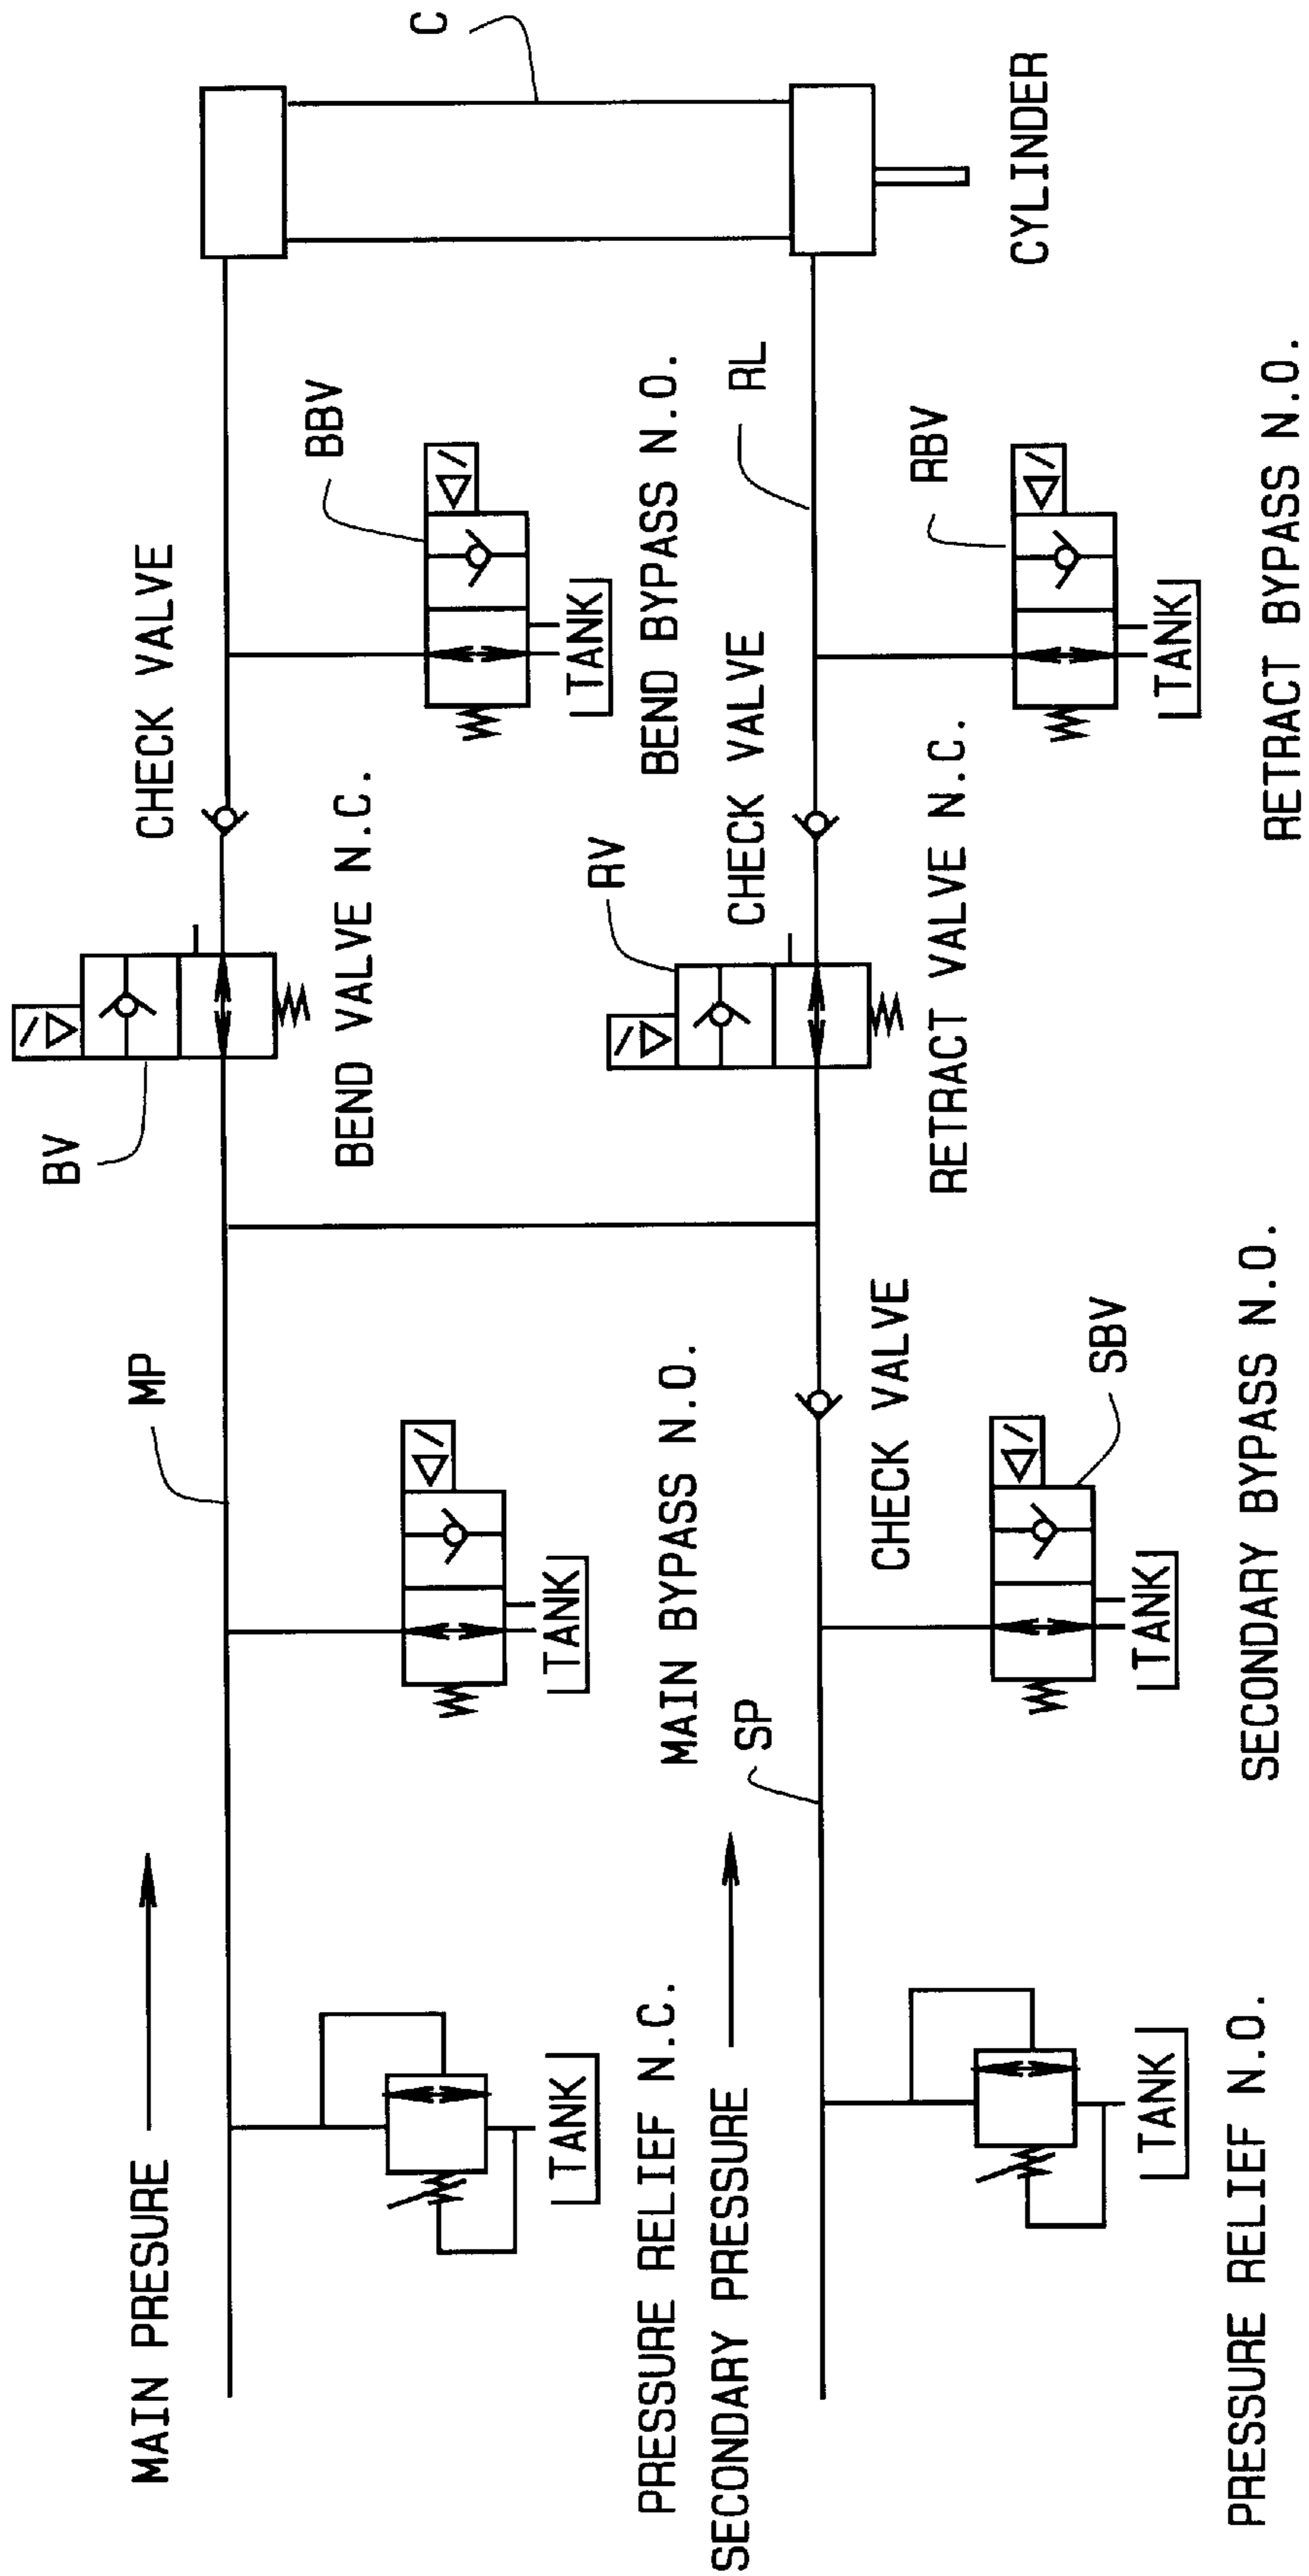 MAIN PRESURE
MP
BV
CHECK VALVE
C
BEND VALVE N.C.
BBV
TANK
TANK
TANK
PRESSURE RELIEF N.C.
MAIN BYPASS N.O.
RV
BEND BYPASS N.O.
SECONDARY PRESSURE
SP
CHECK VALVE
RL
CHECK VALVE
RETRACT VALVE N.C.
RBV
CYLINDER
SBV
TANK
TANK
TANK
PRESSURE RELIEF N.O.
SECONDARY BYPASS N.O.
RETRACT BYPASS N.O.